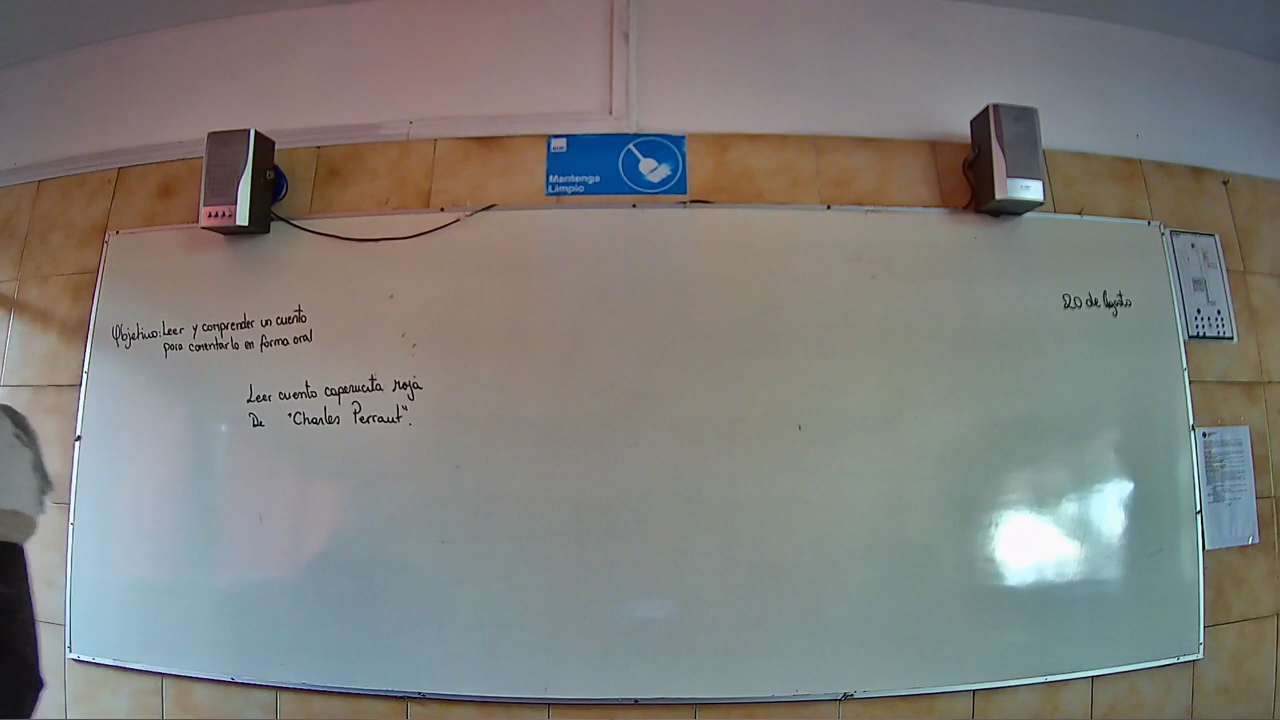 Mantenga
Limpio
20 de Agosto
Objetivo: Leer y comprender un cuento
para comentarlo en forma oral
Leer cuento caperucita roja
De "Charles Perraut".